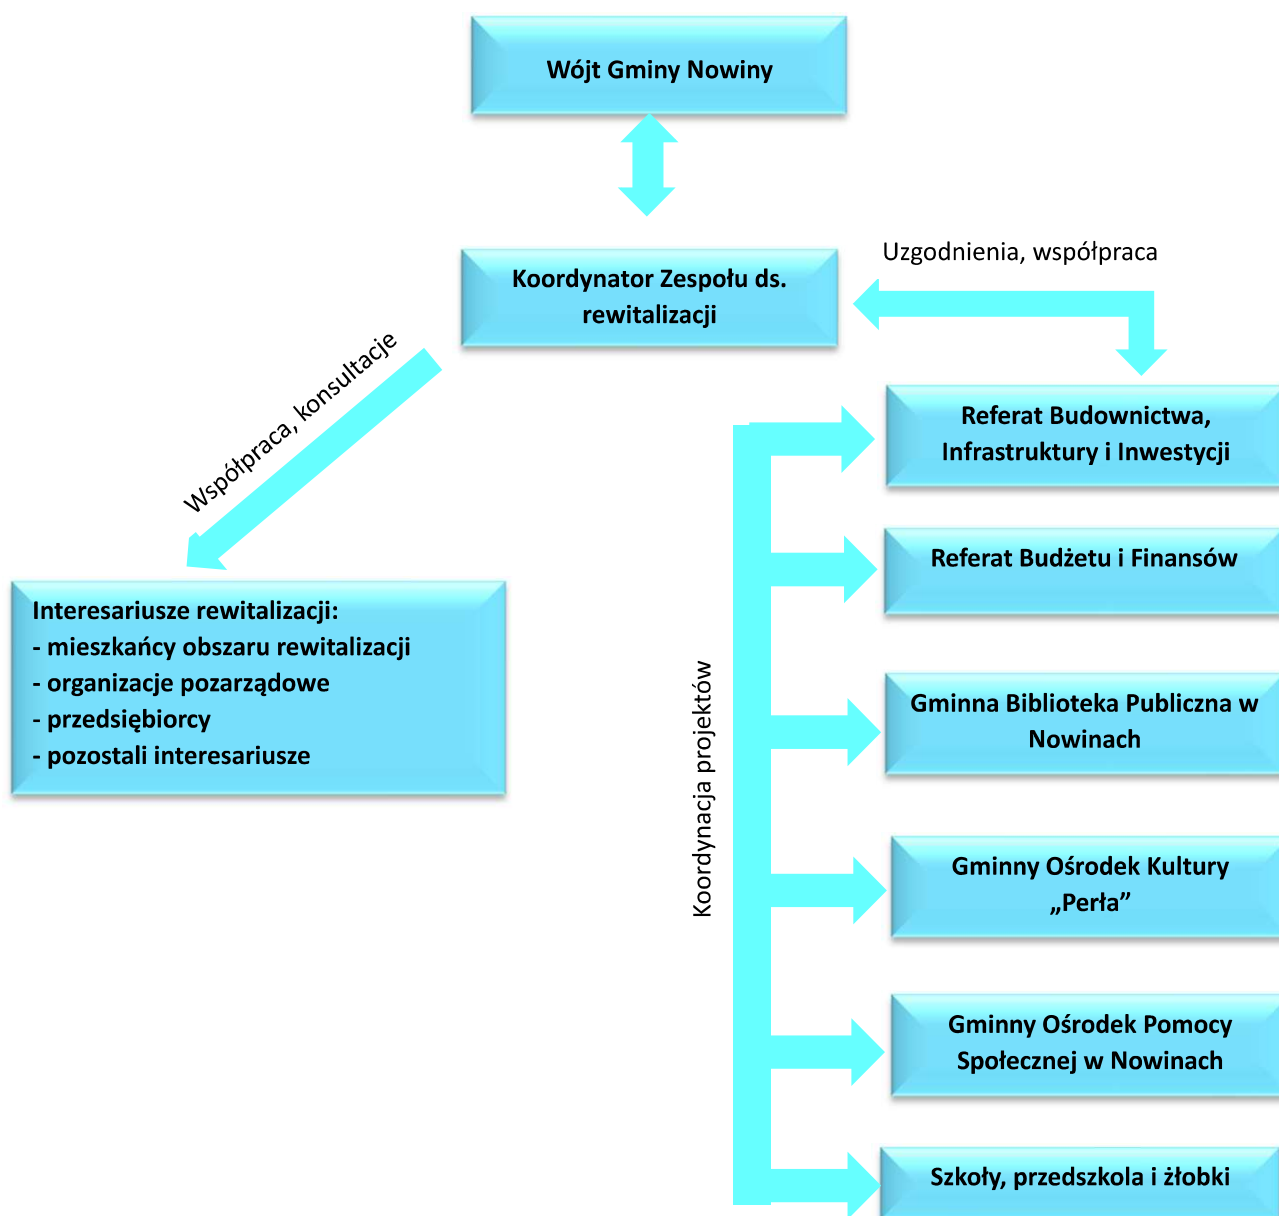 Wójt Gminy Nowiny
Koordynator Zespołu ds.
rewitalizacji
Uzgodnienia, współpraca
Współpraca, konsultacje
Interesariusze rewitalizacji:
- mieszkańcy obszaru rewitalizacji
- organizacje pozarządowe
- przedsiębiorcy
- pozostali interesariusze
Koordynacja projektów
Referat Budownictwa,
Infrastruktury i Inwestycji
Referat Budżetu i Finansów
Gminna Biblioteka Publiczna w
Nowinach
Gminny Ośrodek Kultury
„Perła”
Gminny Ośrodek Pomocy
Społecznej w Nowinach
Szkoły, przedszkola i żłobki